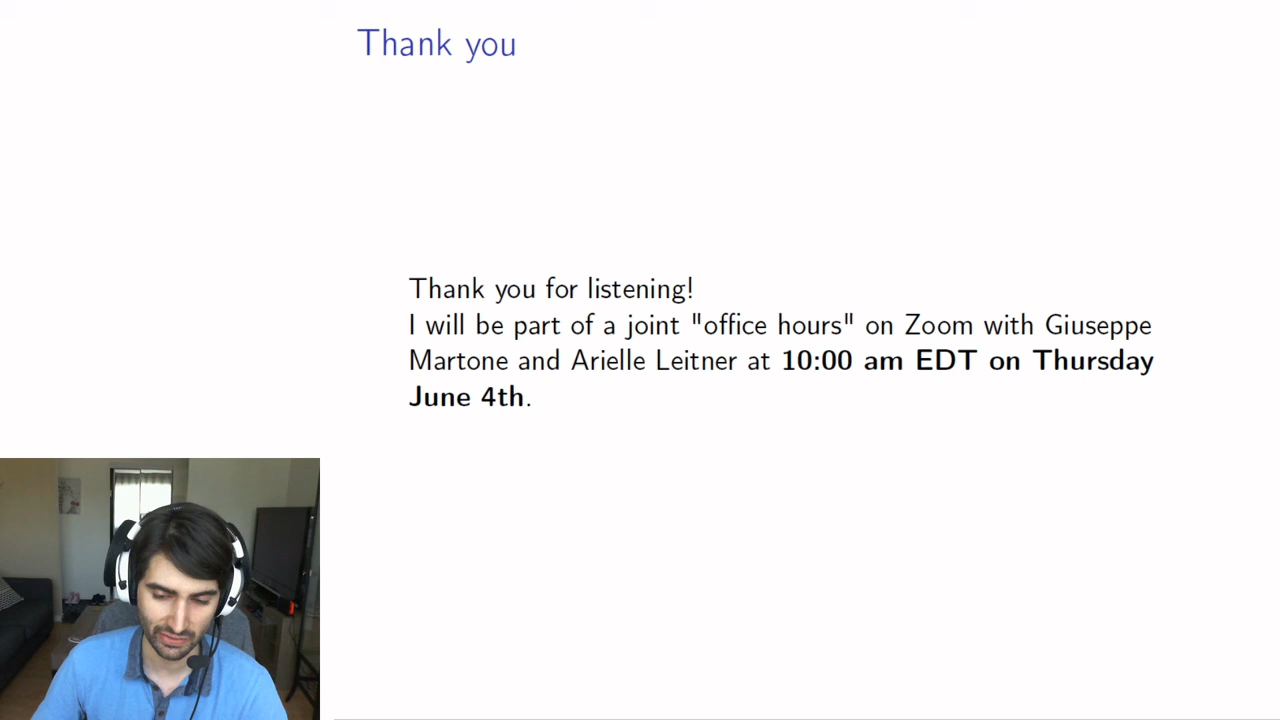 Thank you
Thank you for listening!
I will be part of a joint "office hours" on Zoom with Giuseppe
Martone and Arielle Leitner at 10:00 am EDT on Thursday
June 4th.